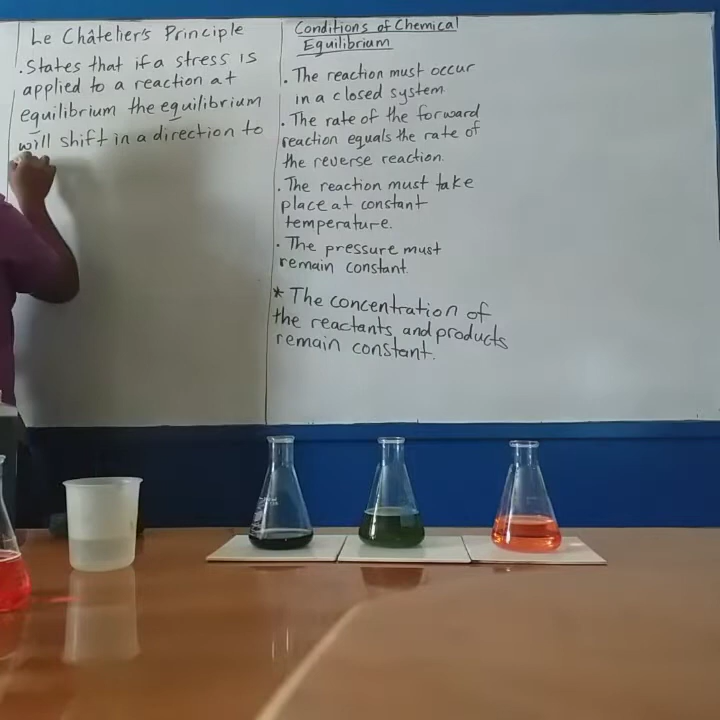 Le Châtelier's Principle
. States that if a stress is
applied to a reaction at
equilibrium the equilibrium
will shift in a direction to
Conditions of Chemical
Equilibrium
. The reaction must occur
in a closed system
. The rate of the forward
reaction equals the rate of
the reverse reaction.
. The reaction must take
place at constant
temperature.
. The pressure must
remain constant.
* The concentration of
the reactants and products
remain constant.